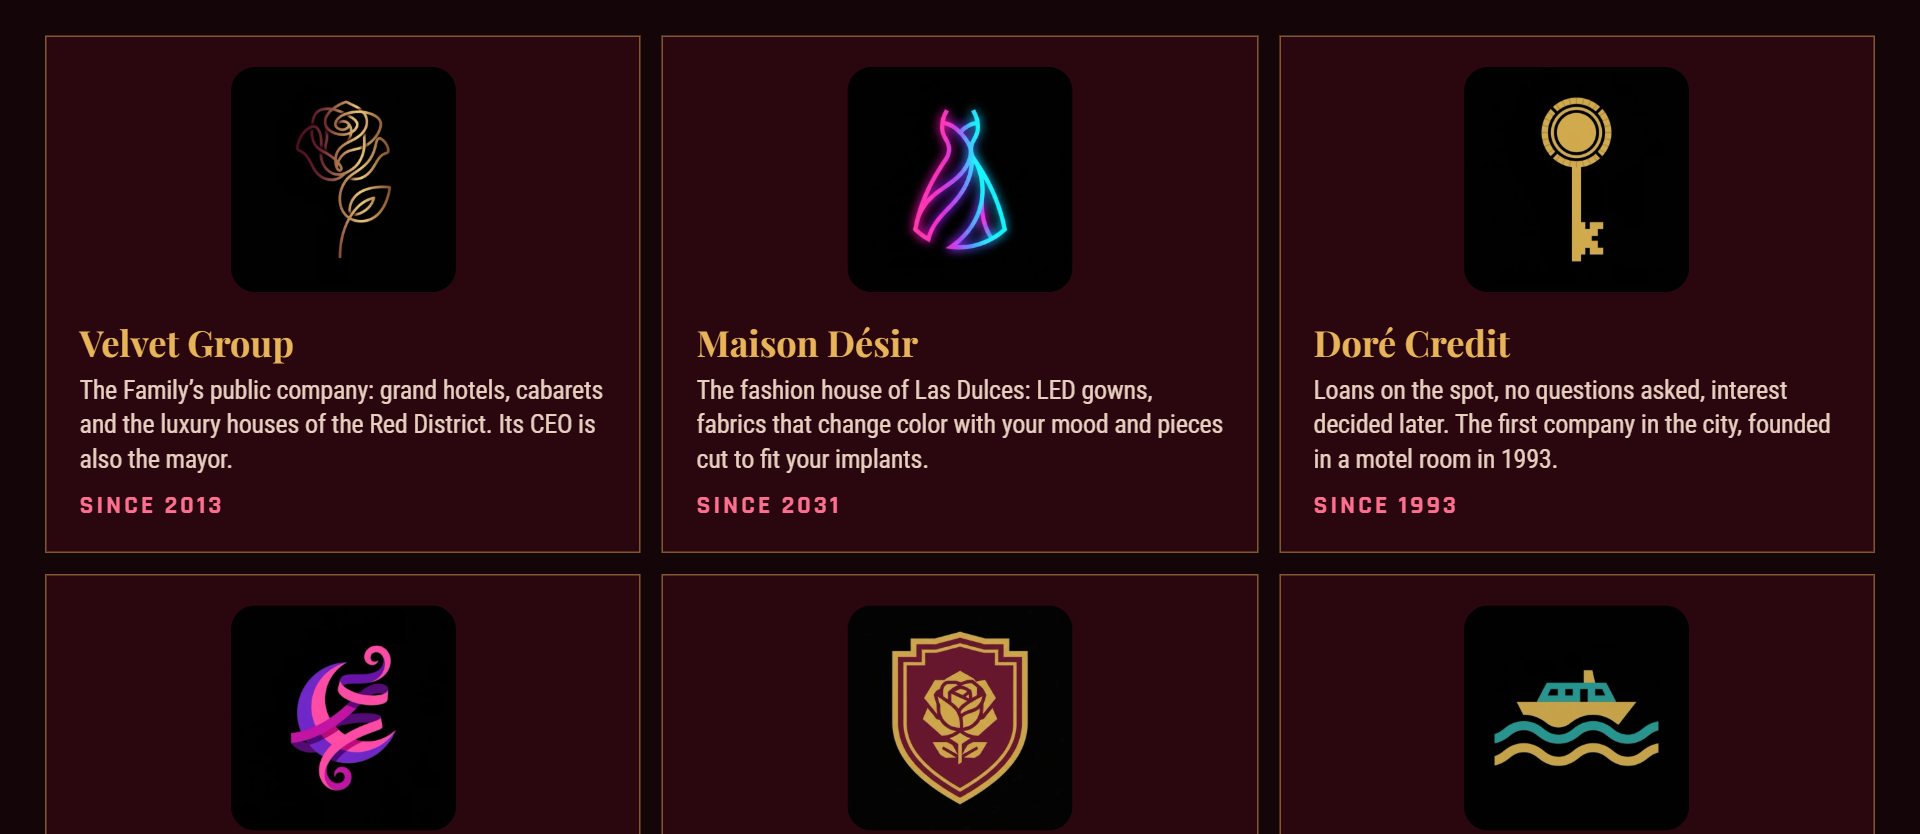 Velvet Group
The Family’s public company: grand hotels, cabarets
and the luxury houses of the Red District. Its CEO is
also the mayor.
SINCE 2013
Maison Désir
The fashion house of Las Dulces: LED gowns,
fabrics that change color with your mood and pieces
cut to fit your implants.
SINCE 2031
Doré Credit
Loans on the spot, no questions asked, interest
decided later. The first company in the city, founded
in a motel room in 1993.
SINCE 1993